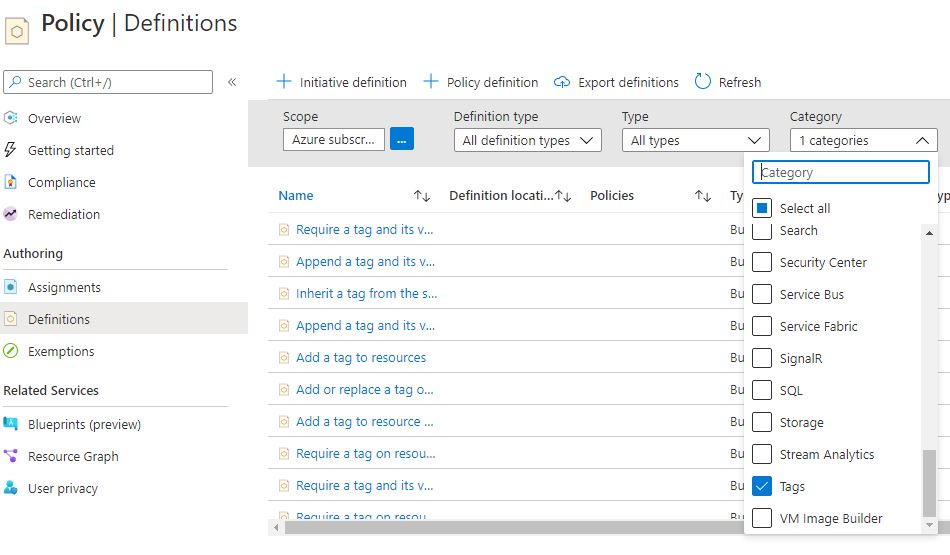 Policy | Definitions
Search (Ctrl+/)
«
Overview
Getting started
Compliance
Remediation
Authoring
Assignments
Definitions
Exemptions
Related Services
Blueprints (preview)
Resource Graph
User privacy
+ Initiative definition
+ Policy definition
Export definitions
Refresh
Scope
Azure subscr...
...
Definition type
All definition types
Type
All types
Category
1 categories
Name ↑↓ Definition locati...↑↓ Policies ↑↓ Ty yp
Require a tag and its v... Bu
Append a tag and its v... Bu
Inherit a tag from the s... Bu
Append a tag and its v... Bu
Add a tag to resources Bu
Add or replace a tag o... Bu
Add a tag to resource ... Bu
Require a tag on resou... Bu
Require a tag and its v... Bu
Require a tag on resou... Bu
Category
Select all
Search
Security Center
Service Bus
Service Fabric
SignalR
SQL
Storage
Stream Analytics
Tags
VM Image Builder